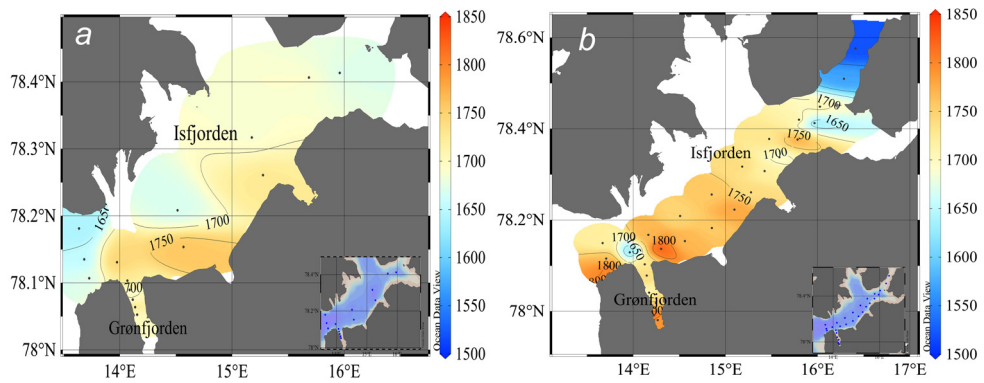 a
78.4°N
78.3°N
78.2°N
78.1°N
78°N
14°E
15°E
16°E
Isfjorden
Grønfjorden
1700
1750
1850
1800
1750
1700
1650
1600
1550
1500
Ocean Data View
b
78.6°N
78.4°N
78.2°N
78°N
14°E
15°E
16°E
17°E
Isfjorden
Grønfjorden
1700
1650
1750
1700
1750
1700
1650
1800
1800
1850
1800
1750
1700
1650
1600
1550
1500
Ocean Data View